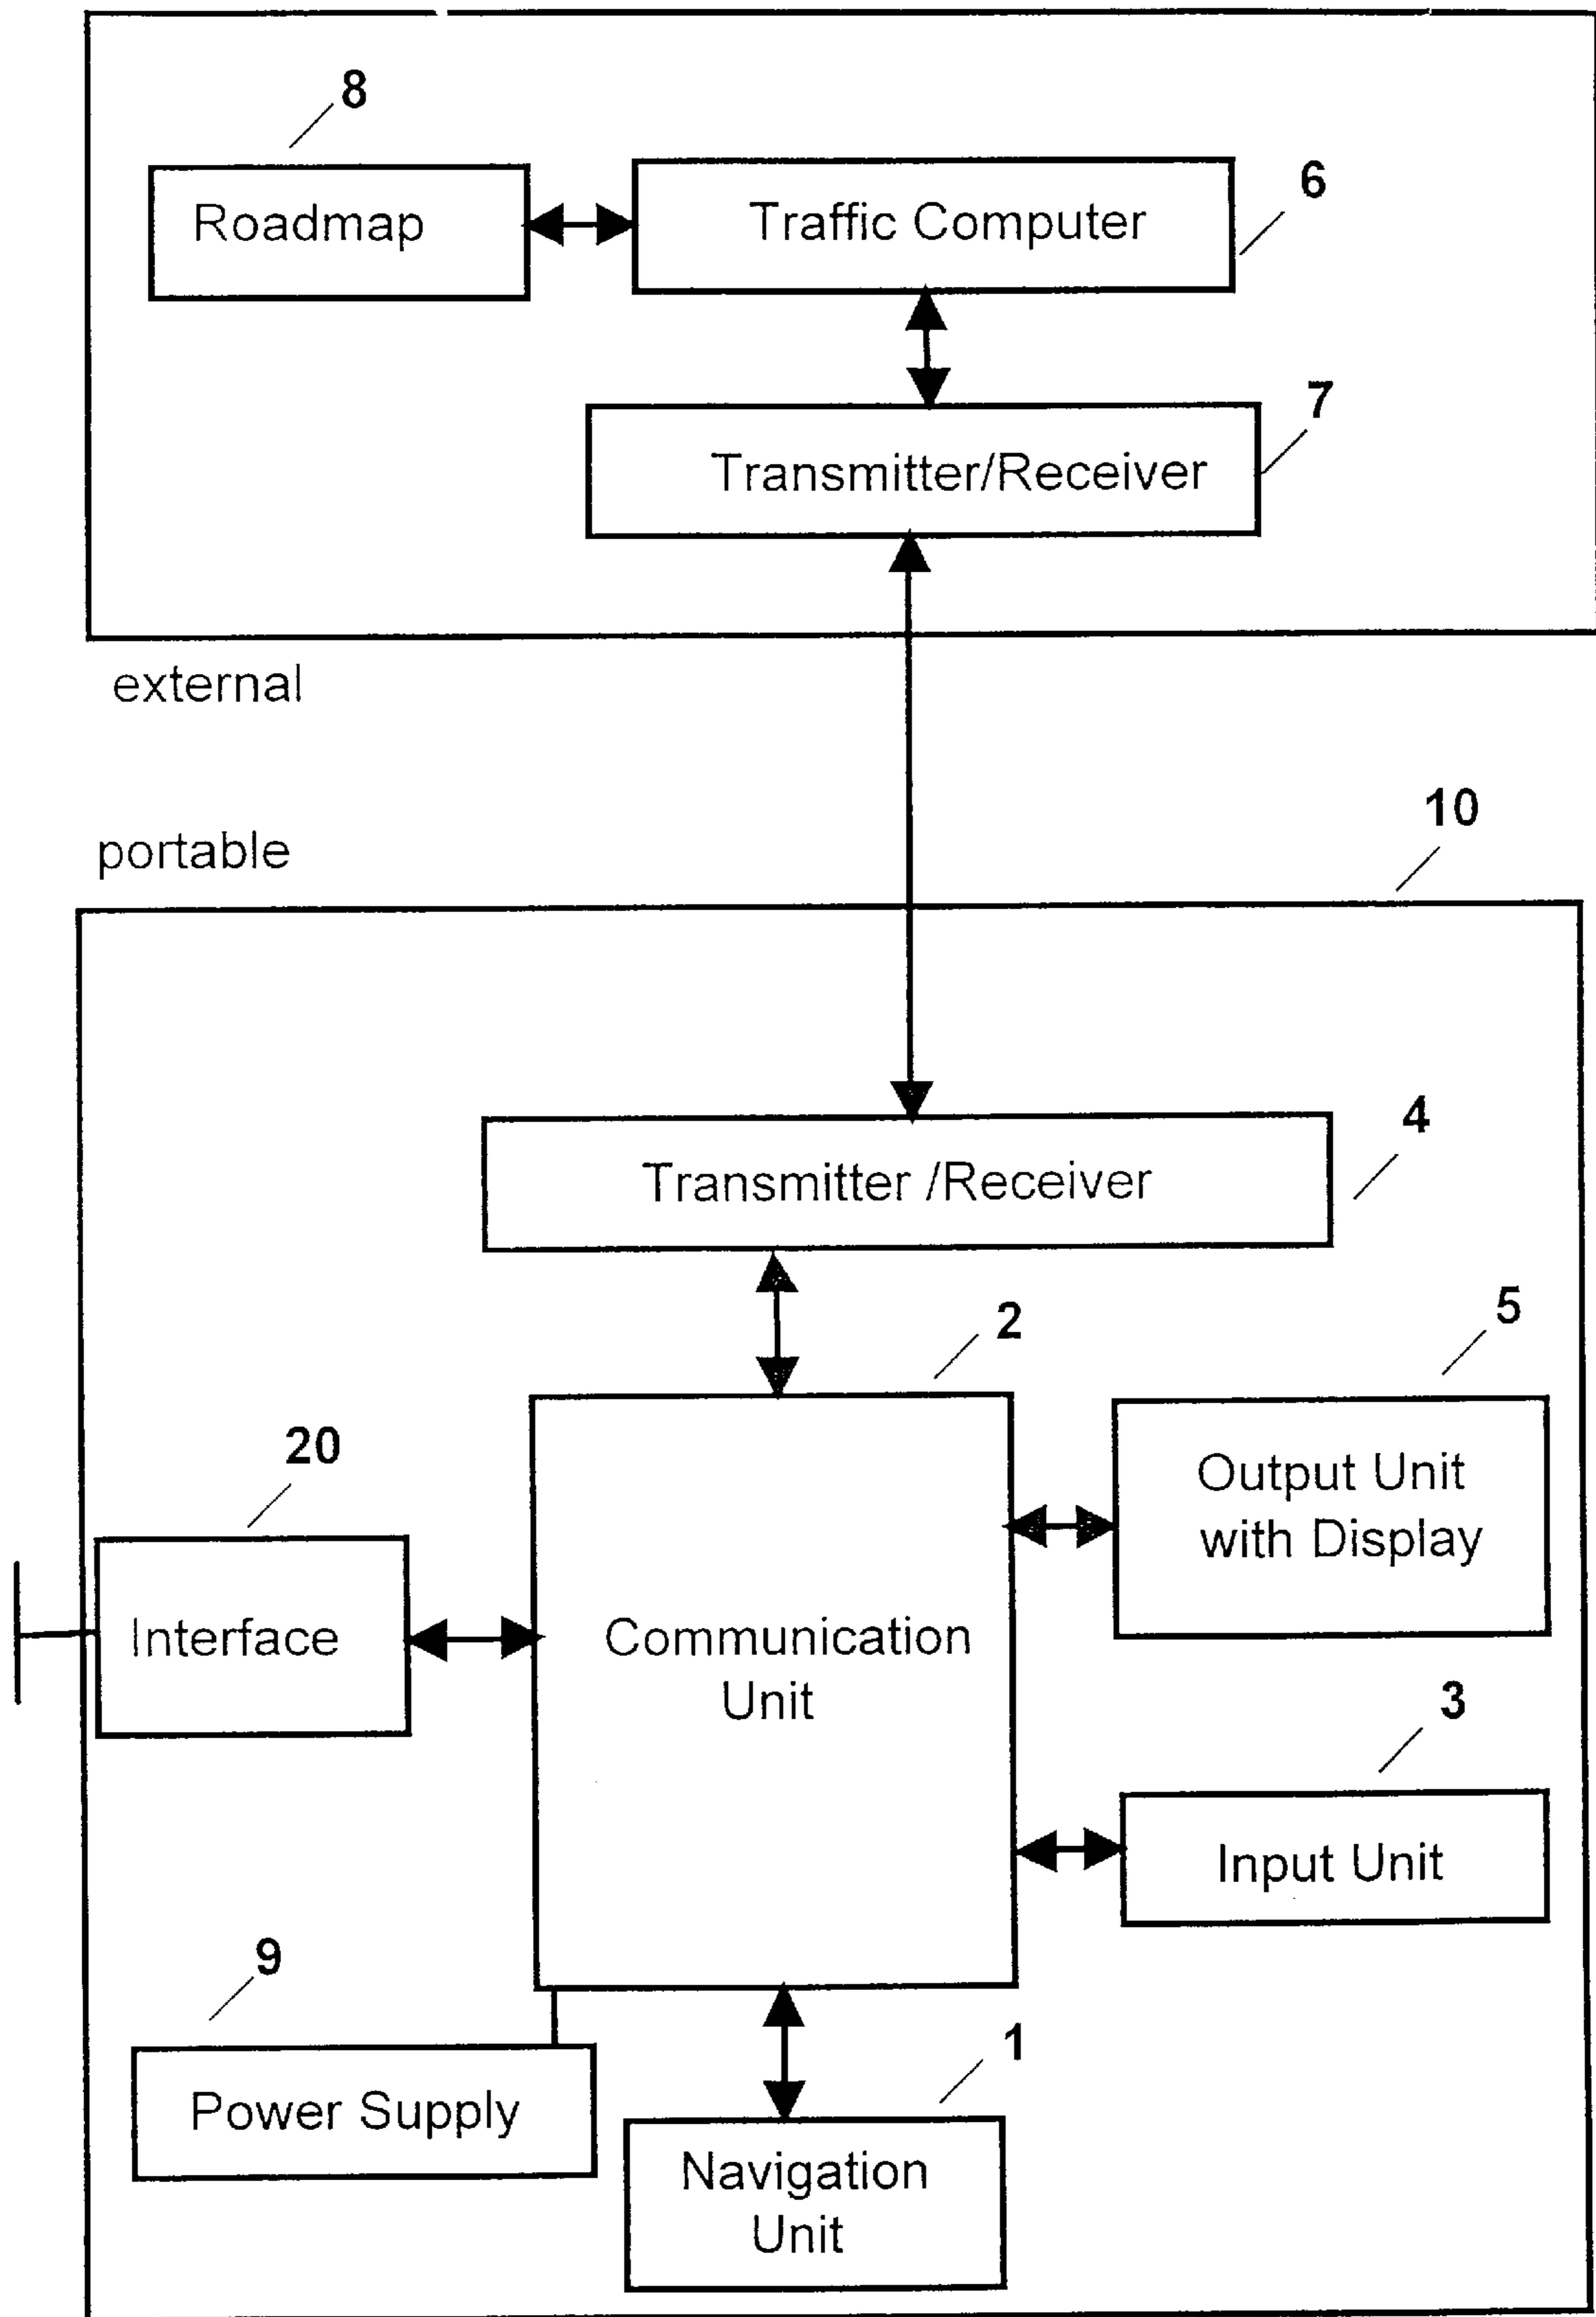 8
Roadmap
Traffic Computer
6
7
Transmitter/Receiver
external
portable
10
4
Transmitter /Receiver
2
5
20
Output Unit
with Display
Interface
Communication
Unit
3
Input Unit
9
Power Supply
1
Navigation
Unit